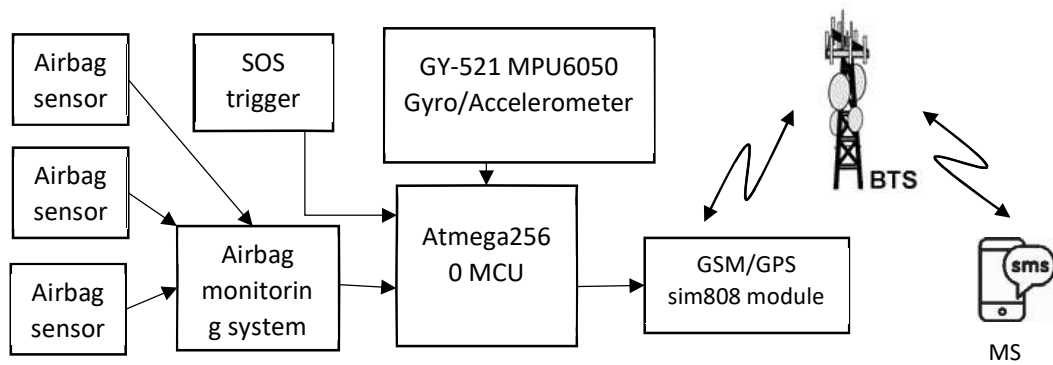 Airbag
sensor
SOS
trigger
GY-521 MPU6050
Gyro/Accelerometer
Airbag
sensor
Airbag
sensor
Airbag
monitorin
g system
Atmega256
0 MCU
GSM/GPS
sim808 module
BTS
sms
MS